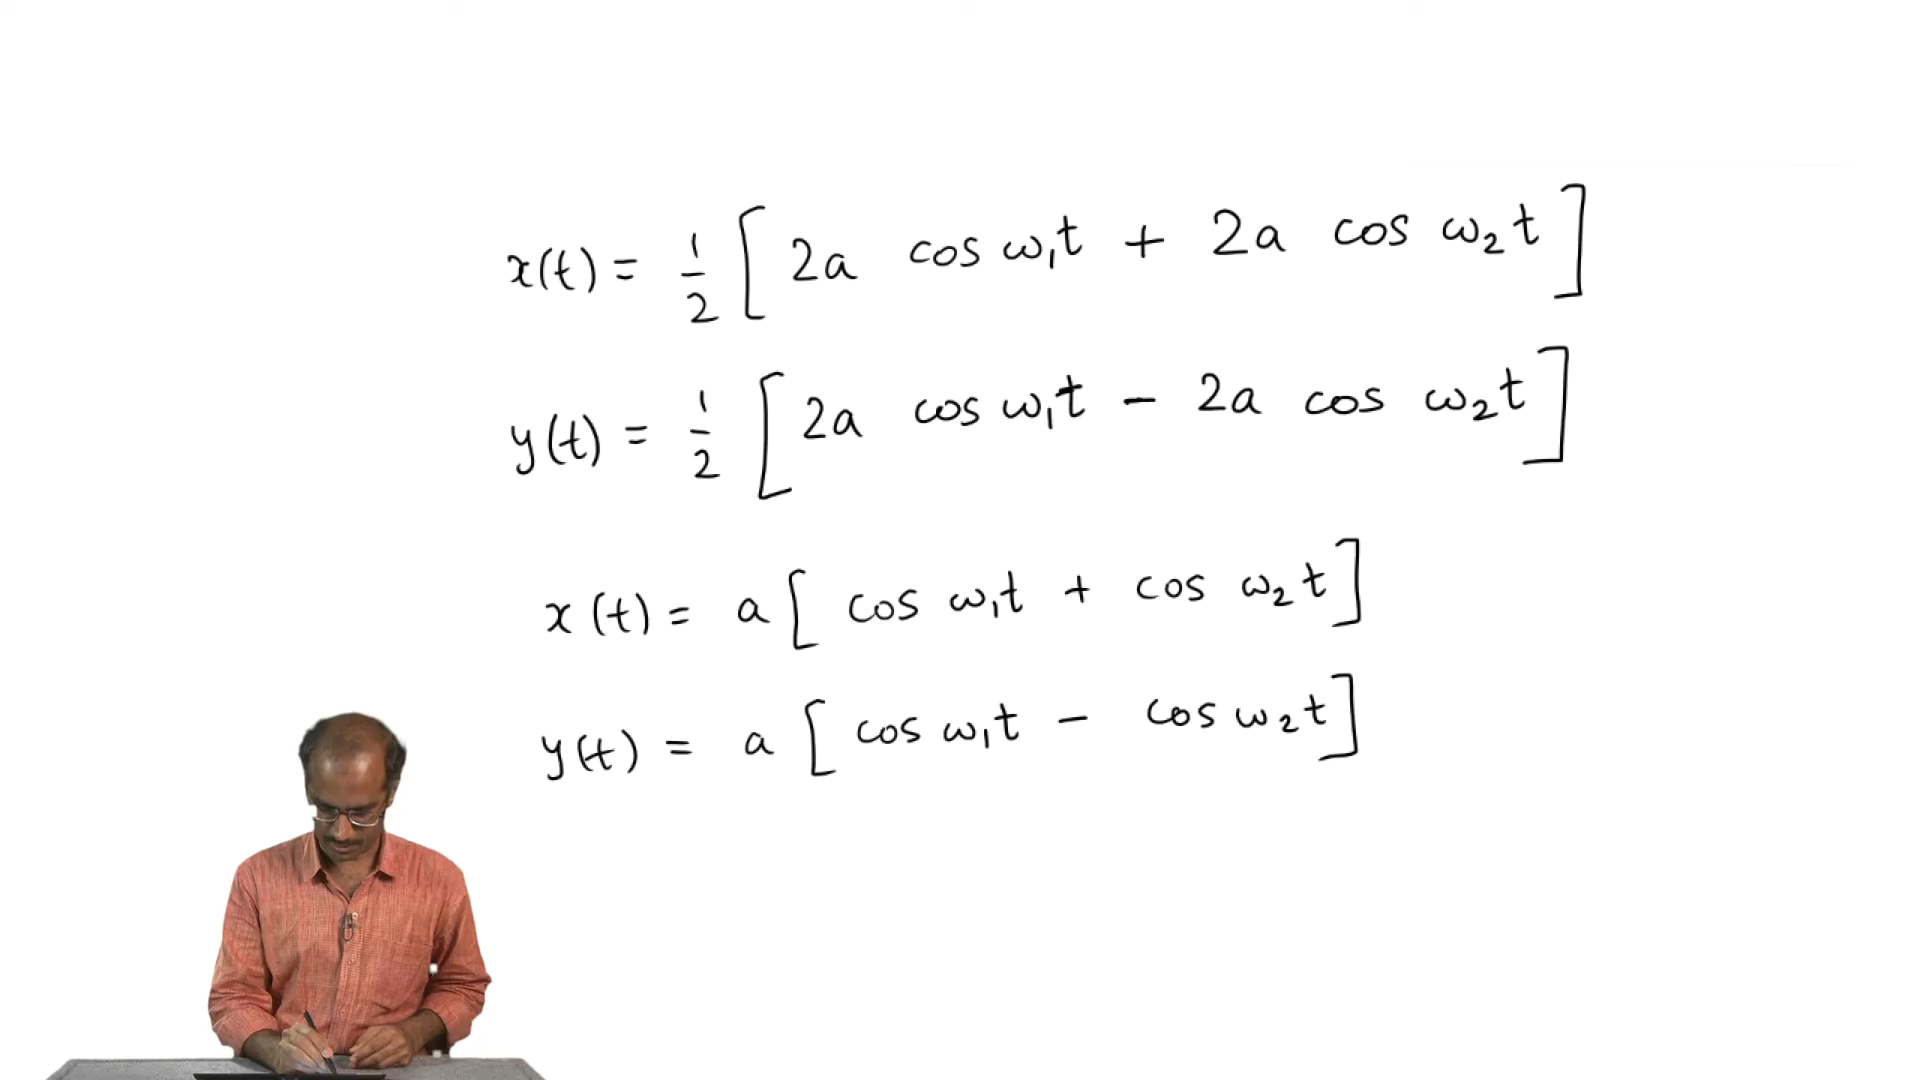 x(t) = 1/2 [ 2a cos ω₁t + 2a cos ω₂t ]
y(t) = 1/2 [ 2a cos ω₁t - 2a cos ω₂t ]
x(t) = a [ cos ω₁t + cos ω₂t ]
y(t) = a [ cos ω₁t - cos ω₂t ]